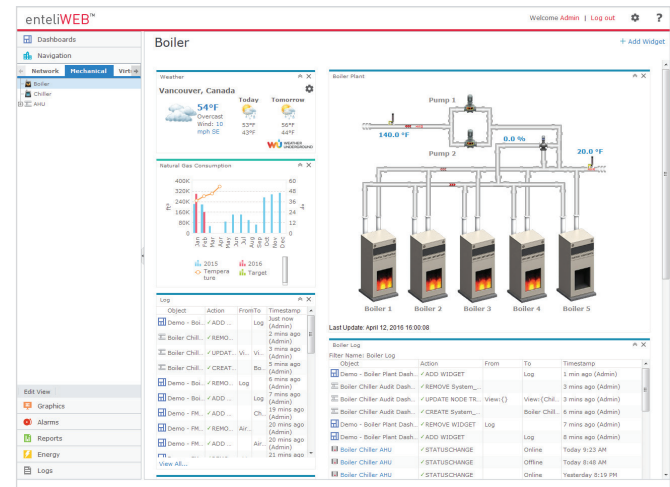 enteliWEB™
Welcome Admin | Log out
?
Dashboards
Navigation
Network Mechanical Virt
Boiler
Chiller
AHU
Edit View
Graphics
Alarms
Reports
Energy
Logs
Boiler
+ Add Widget
Weather
Vancouver, Canada
54°F
Overcast
Wind: 10
mph SE
Today Tomorrow
53°F 56°F
43°F 44°F
WEATHER
UNDERGROUND
Natural Gas Consumption
400K 60
320K 48
240K 36
160K 24
80K 12
0 0
ft³ °F
Jan Feb Mar Apr May Jun Jul Aug Sep Oct Nov Dec
2015 2016
Tempera
ture
Target
Log
Object Action From To Timestamp
Demo - Boi... ✓ADD ... Log Just now
(Admin)
Boiler Chill... ✓REMO... 2 mins ago
(Admin)
Boiler Chill... ✓UPDAT... Vi... Vi... 3 mins ago
(Admin)
Boiler Chill... ✓CREAT... Bo... 5 mins ago
(Admin)
Demo - Boi... ✓REMO... Log 6 mins ago
(Admin)
Demo - Boi... ✓ADD ... Log 7 mins ago
(Admin)
Demo - FM... ✓ADD ... Ch... 19 mins ago
(Admin)
Demo - FM... ✓REMO... Air... 20 mins ago
(Admin)
Demo - FM... ✓ADD ... Air... 20 mins ago
(Admin)
21 mins ago
View All...
Boiler Plant
Pump 1
140.0 °F
Pump 2
0.0 %
20.0 °F
Boiler 1 Boiler 2 Boiler 3 Boiler 4 Boiler 5
Last Update: April 12, 2016 16:00:08
Boiler Log
Filter Name: Boiler Log
Object Action From To Timestamp
Demo - Boiler Plant Dash... ✓ADD WIDGET Log 1 min ago (Admin)
Boiler Chiller Audit Dash... ✓REMOVE System_... 3 mins ago (Admin)
Boiler Chiller Audit Dash... ✓UPDATE NODE TR... View:{} View:{Chil... 3 mins ago (Admin)
Boiler Chiller Audit Dash... ✓CREATE System_... Boiler Chill... 6 mins ago (Admin)
Demo - Boiler Plant Dash... ✓REMOVE WIDGET Log 7 mins ago (Admin)
Demo - Boiler Plant Dash... ✓ADD WIDGET Log 8 mins ago (Admin)
Boiler Chiller AHU ✓STATUSCHANGE Online Today 9:23 AM
Boiler Chiller AHU ✓STATUSCHANGE Offline Today 8:48 AM
Boiler Chiller AHU ✓STATUSCHANGE Online Yesterday 8:19 PM